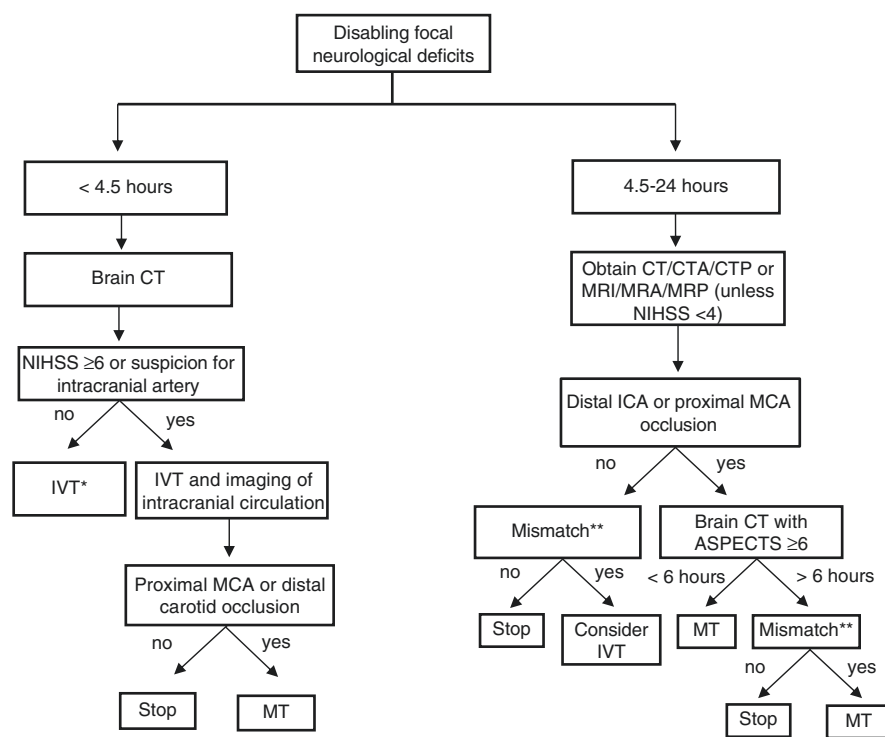 Disabling focal
neurological deficits
< 4.5 hours
4.5-24 hours
Brain CT
Obtain CT/CTA/CTP or
MRI/MRA/MRP (unless
NIHSS <4)
NIHSS ≥6 or suspicion for
intracranial artery
no
yes
Distal ICA or proximal MCA
occlusion
no
yes
IVT*
IVT and imaging of
intracranial circulation
Mismatch**
Brain CT with
ASPECTS ≥6
Proximal MCA or distal
carotid occlusion
no
yes
< 6 hours
> 6 hours
Stop
Consider
IVT
MT
Mismatch**
no
yes
no
yes
Stop
MT
Stop
MT